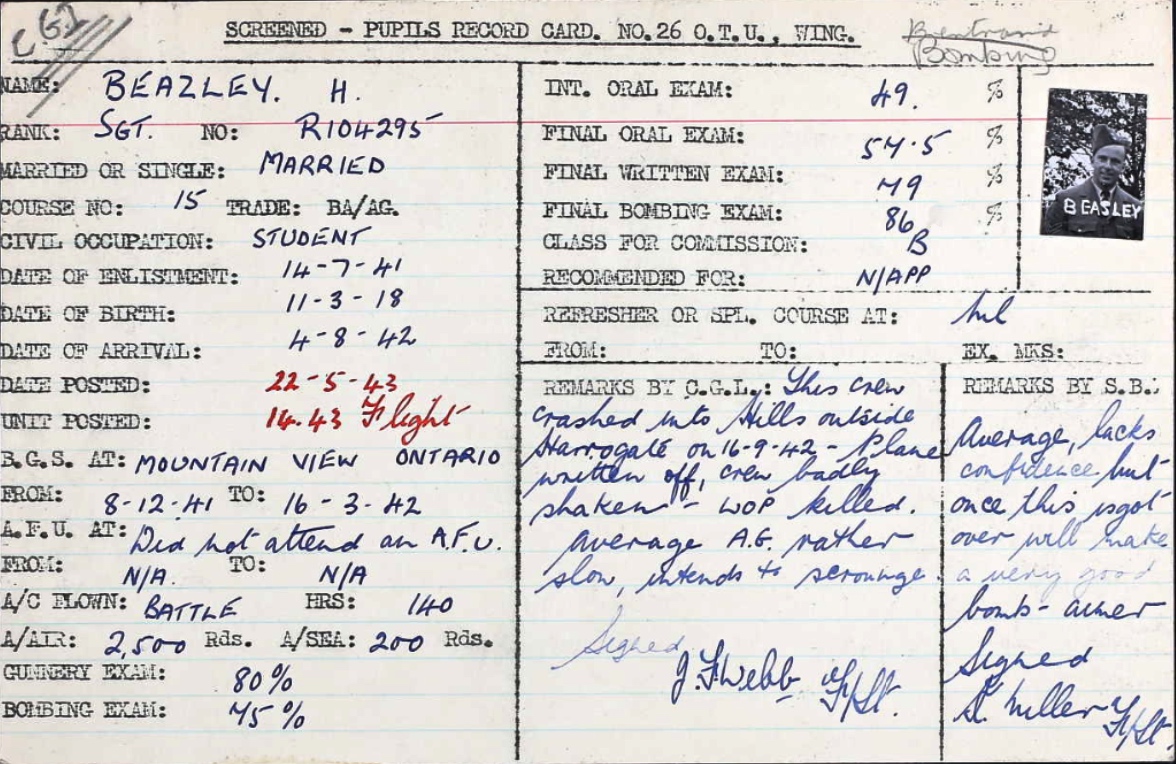 CGI
SCREENED - PUPILS RECORD CARD. NO.26 O.T.U., WING.
Bertrand
Bombing
NAME: BEAZLEY. H.
RANK: SGT. NO: R104295
MARRIED OR SINGLE: MARRIED
COURSE NO: 15 TRADE: BA/AG.
CIVIL OCCUPATION: STUDENT
DATE OF ENLISTMENT: 14-7-41
DATE OF BIRTH: 11-3-18
DATE OF ARRIVAL: 4-8-42
DATE POSTED: 22-5-43
UNIT POSTED: 14.43 Flight
B.G.S. AT: MOUNTAIN VIEW ONTARIO
FROM: 8-12-41 TO: 16-3-42
A.F.U. AT: Did not attend an A.F.U.
FROM: N/A. TO: N/A
A/C FLOWN: BATTLE HRS: 140
A/AIR: 2,500 Rds. A/SEA: 200 Rds.
GUNNERY EXAM: 80%
BOMBING EXAM: 75%
INT. ORAL EXAM: 49. %
FINAL ORAL EXAM: 54.5 %
FINAL WRITTEN EXAM: 79 %
FINAL BOMBING EXAM: 86 %
CLASS FOR COMMISSION: B
RECOMMENDED FOR: N/APP
BEASLEY
REFRESHER OR SPL. COURSE AT: Nil
FROM: TO: EX. MKS:
REMARKS BY C.G.L.: This crew
crashed into Hills outside
Harrogate on 16-9-42 - Plane
written off, crew badly
shaken - WOP killed.
average A.G. rather
slow, intends to scrounge.
Signed
J.F Webb F/Lt.
REMARKS BY S.B.:
Average, lacks
confidence but
once this is got
over will make
a very good
bomb-aimer
Signed
S. Miller F/Lt.